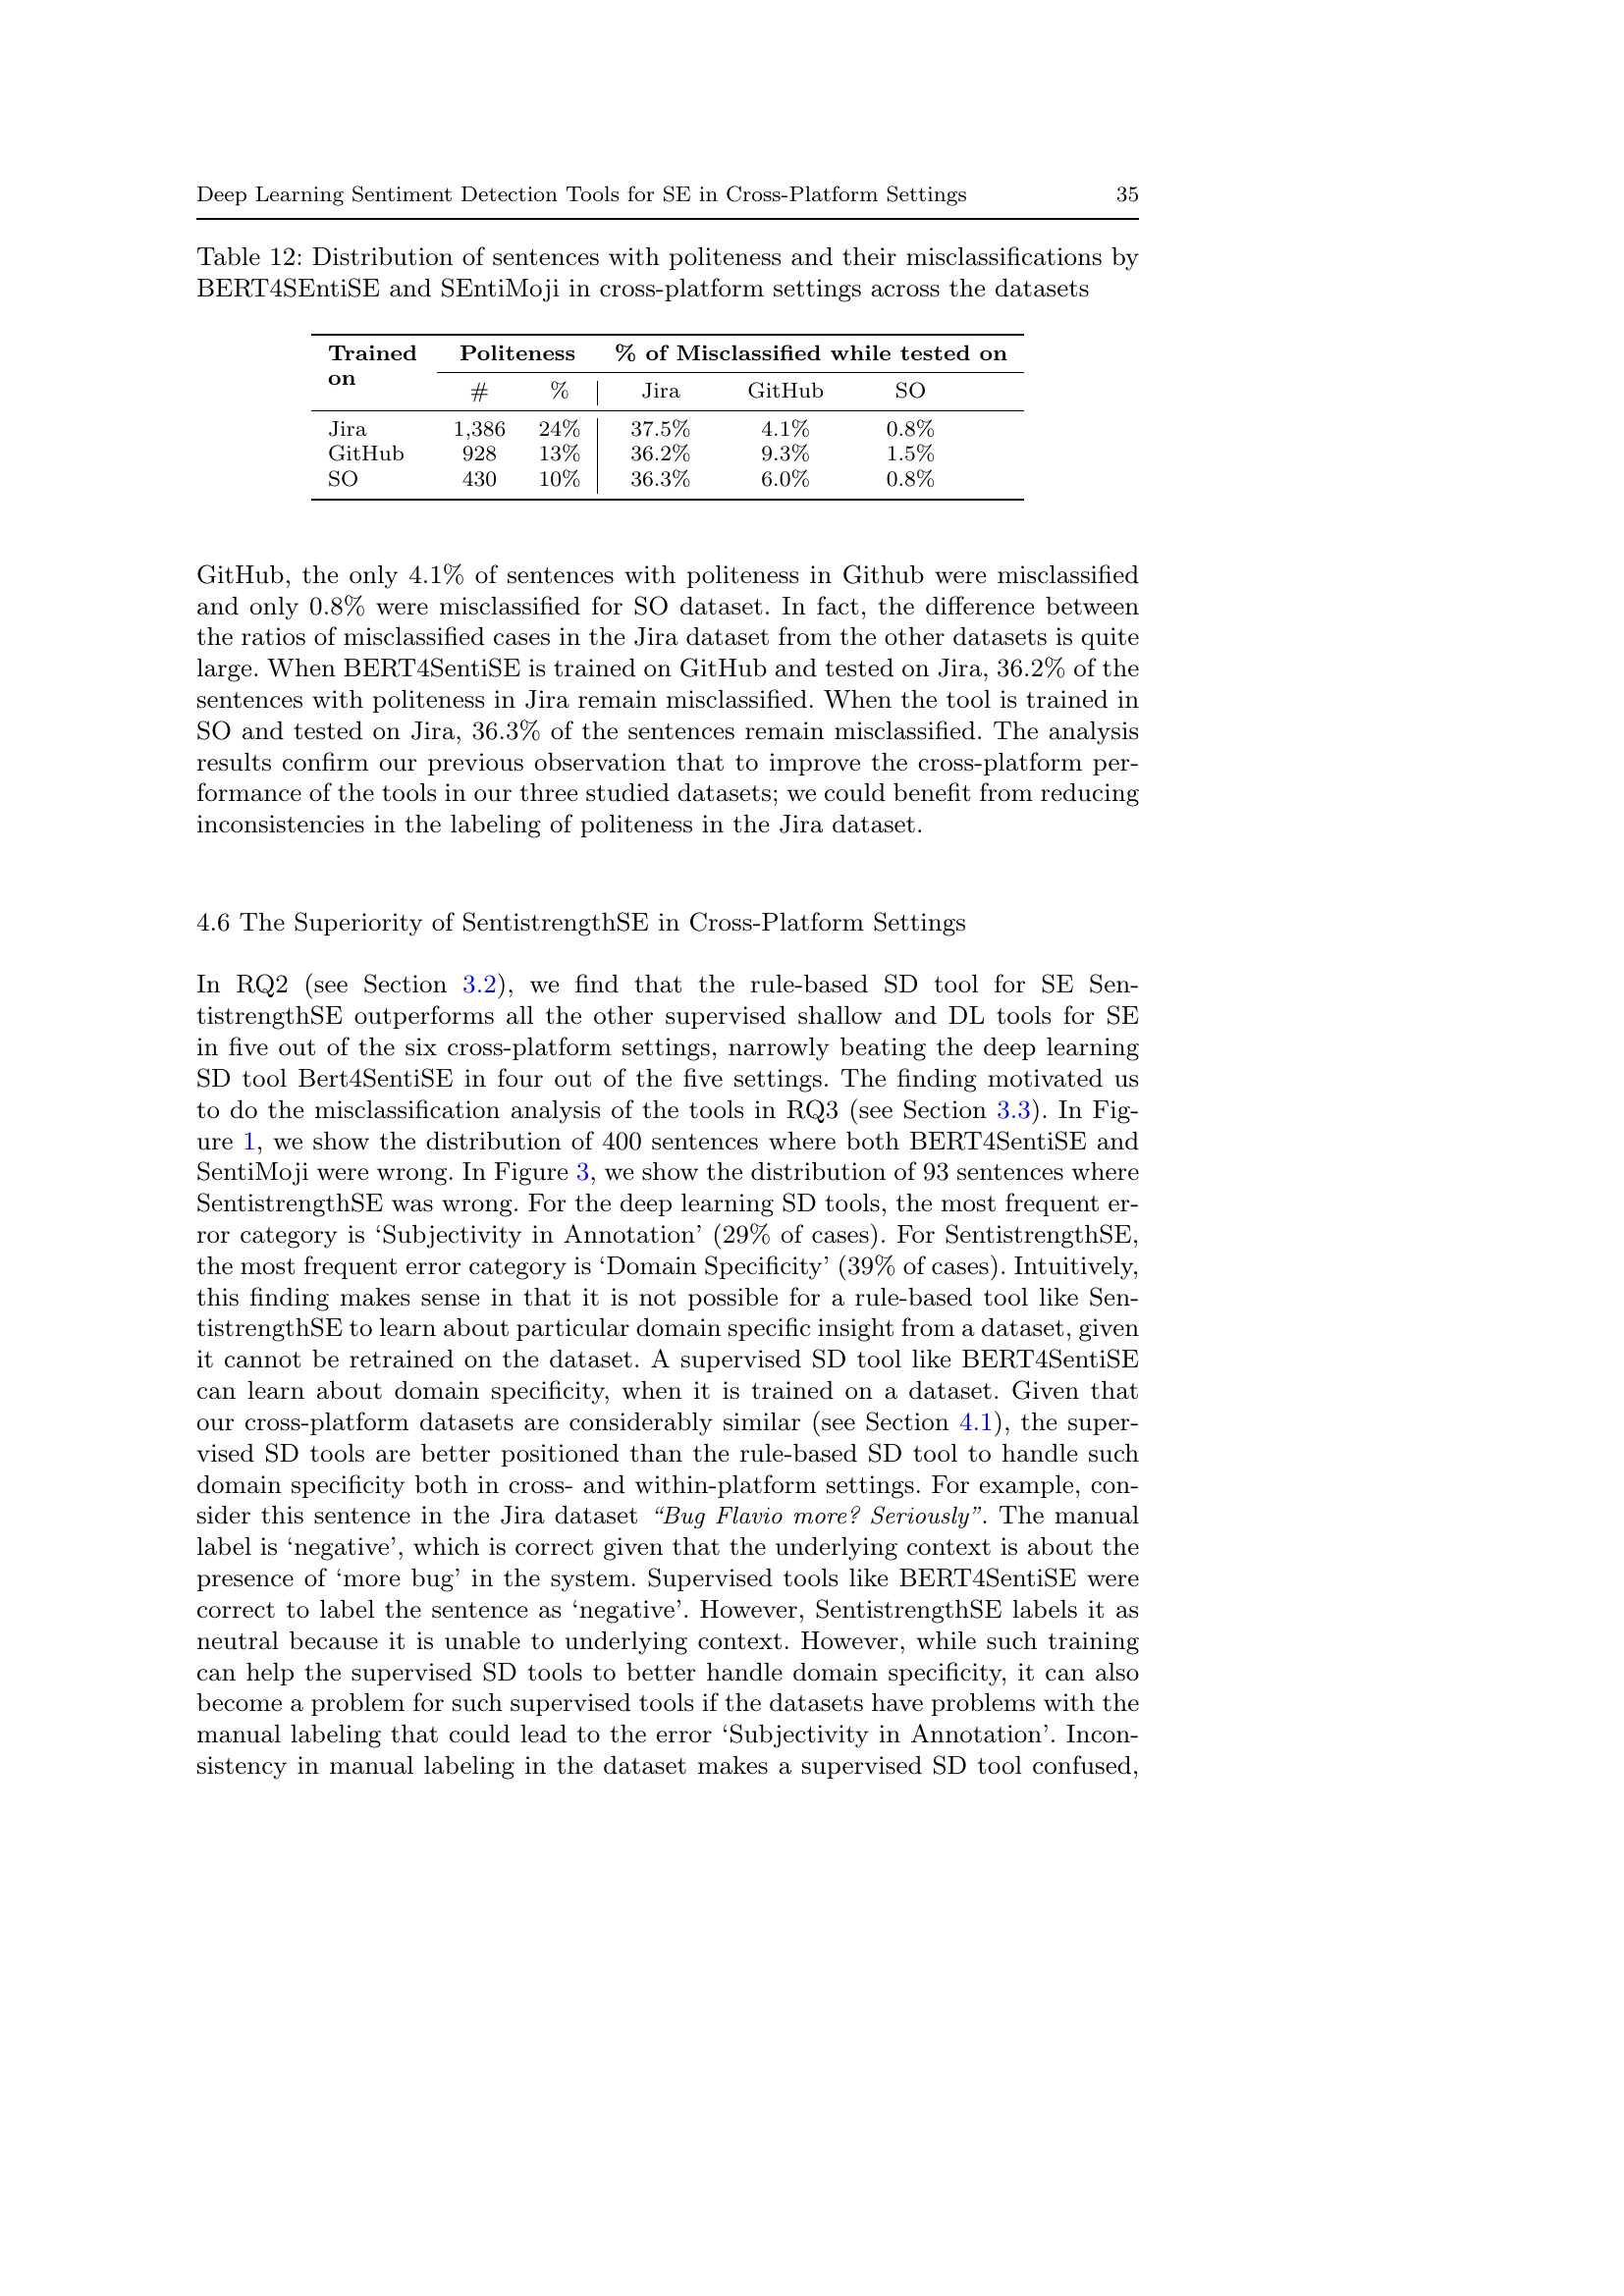 Deep Learning Sentiment Detection Tools for SE in Cross-Platform Settings 35
Table 12: Distribution of sentences with politeness and their misclassifications by
BERT4SEntiSE and SEntiMoji in cross-platform settings across the datasets
Trained on Politeness % of Misclassified while tested on
# % Jira GitHub SO
Jira 1,386 24% 37.5% 4.1% 0.8%
GitHub 928 13% 36.2% 9.3% 1.5%
SO 430 10% 36.3% 6.0% 0.8%
GitHub, the only 4.1% of sentences with politeness in Github were misclassified
and only 0.8% were misclassified for SO dataset. In fact, the difference between
the ratios of misclassified cases in the Jira dataset from the other datasets is quite
large. When BERT4SentiSE is trained on GitHub and tested on Jira, 36.2% of the
sentences with politeness in Jira remain misclassified. When the tool is trained in
SO and tested on Jira, 36.3% of the sentences remain misclassified. The analysis
results confirm our previous observation that to improve the cross-platform per-
formance of the tools in our three studied datasets; we could benefit from reducing
inconsistencies in the labeling of politeness in the Jira dataset.
4.6 The Superiority of SentistrengthSE in Cross-Platform Settings
In RQ2 (see Section 3.2), we find that the rule-based SD tool for SE Sen-
tistrengthSE outperforms all the other supervised shallow and DL tools for SE
in five out of the six cross-platform settings, narrowly beating the deep learning
SD tool Bert4SentiSE in four out of the five settings. The finding motivated us
to do the misclassification analysis of the tools in RQ3 (see Section 3.3). In Fig-
ure 1, we show the distribution of 400 sentences where both BERT4SentiSE and
SentiMoji were wrong. In Figure 3, we show the distribution of 93 sentences where
SentistrengthSE was wrong. For the deep learning SD tools, the most frequent er-
ror category is ‘Subjectivity in Annotation’ (29% of cases). For SentistrengthSE,
the most frequent error category is ‘Domain Specificity’ (39% of cases). Intuitively,
this finding makes sense in that it is not possible for a rule-based tool like Sen-
tistrengthSE to learn about particular domain specific insight from a dataset, given
it cannot be retrained on the dataset. A supervised SD tool like BERT4SentiSE
can learn about domain specificity, when it is trained on a dataset. Given that
our cross-platform datasets are considerably similar (see Section 4.1), the super-
vised SD tools are better positioned than the rule-based SD tool to handle such
domain specificity both in cross- and within-platform settings. For example, con-
sider this sentence in the Jira dataset “Bug Flavio more? Seriously”. The manual
label is ‘negative’, which is correct given that the underlying context is about the
presence of ‘more bug’ in the system. Supervised tools like BERT4SentiSE were
correct to label the sentence as ‘negative’. However, SentistrengthSE labels it as
neutral because it is unable to underlying context. However, while such training
can help the supervised SD tools to better handle domain specificity, it can also
become a problem for such supervised tools if the datasets have problems with the
manual labeling that could lead to the error ‘Subjectivity in Annotation’. Incon-
sistency in manual labeling in the dataset makes a supervised SD tool confused,